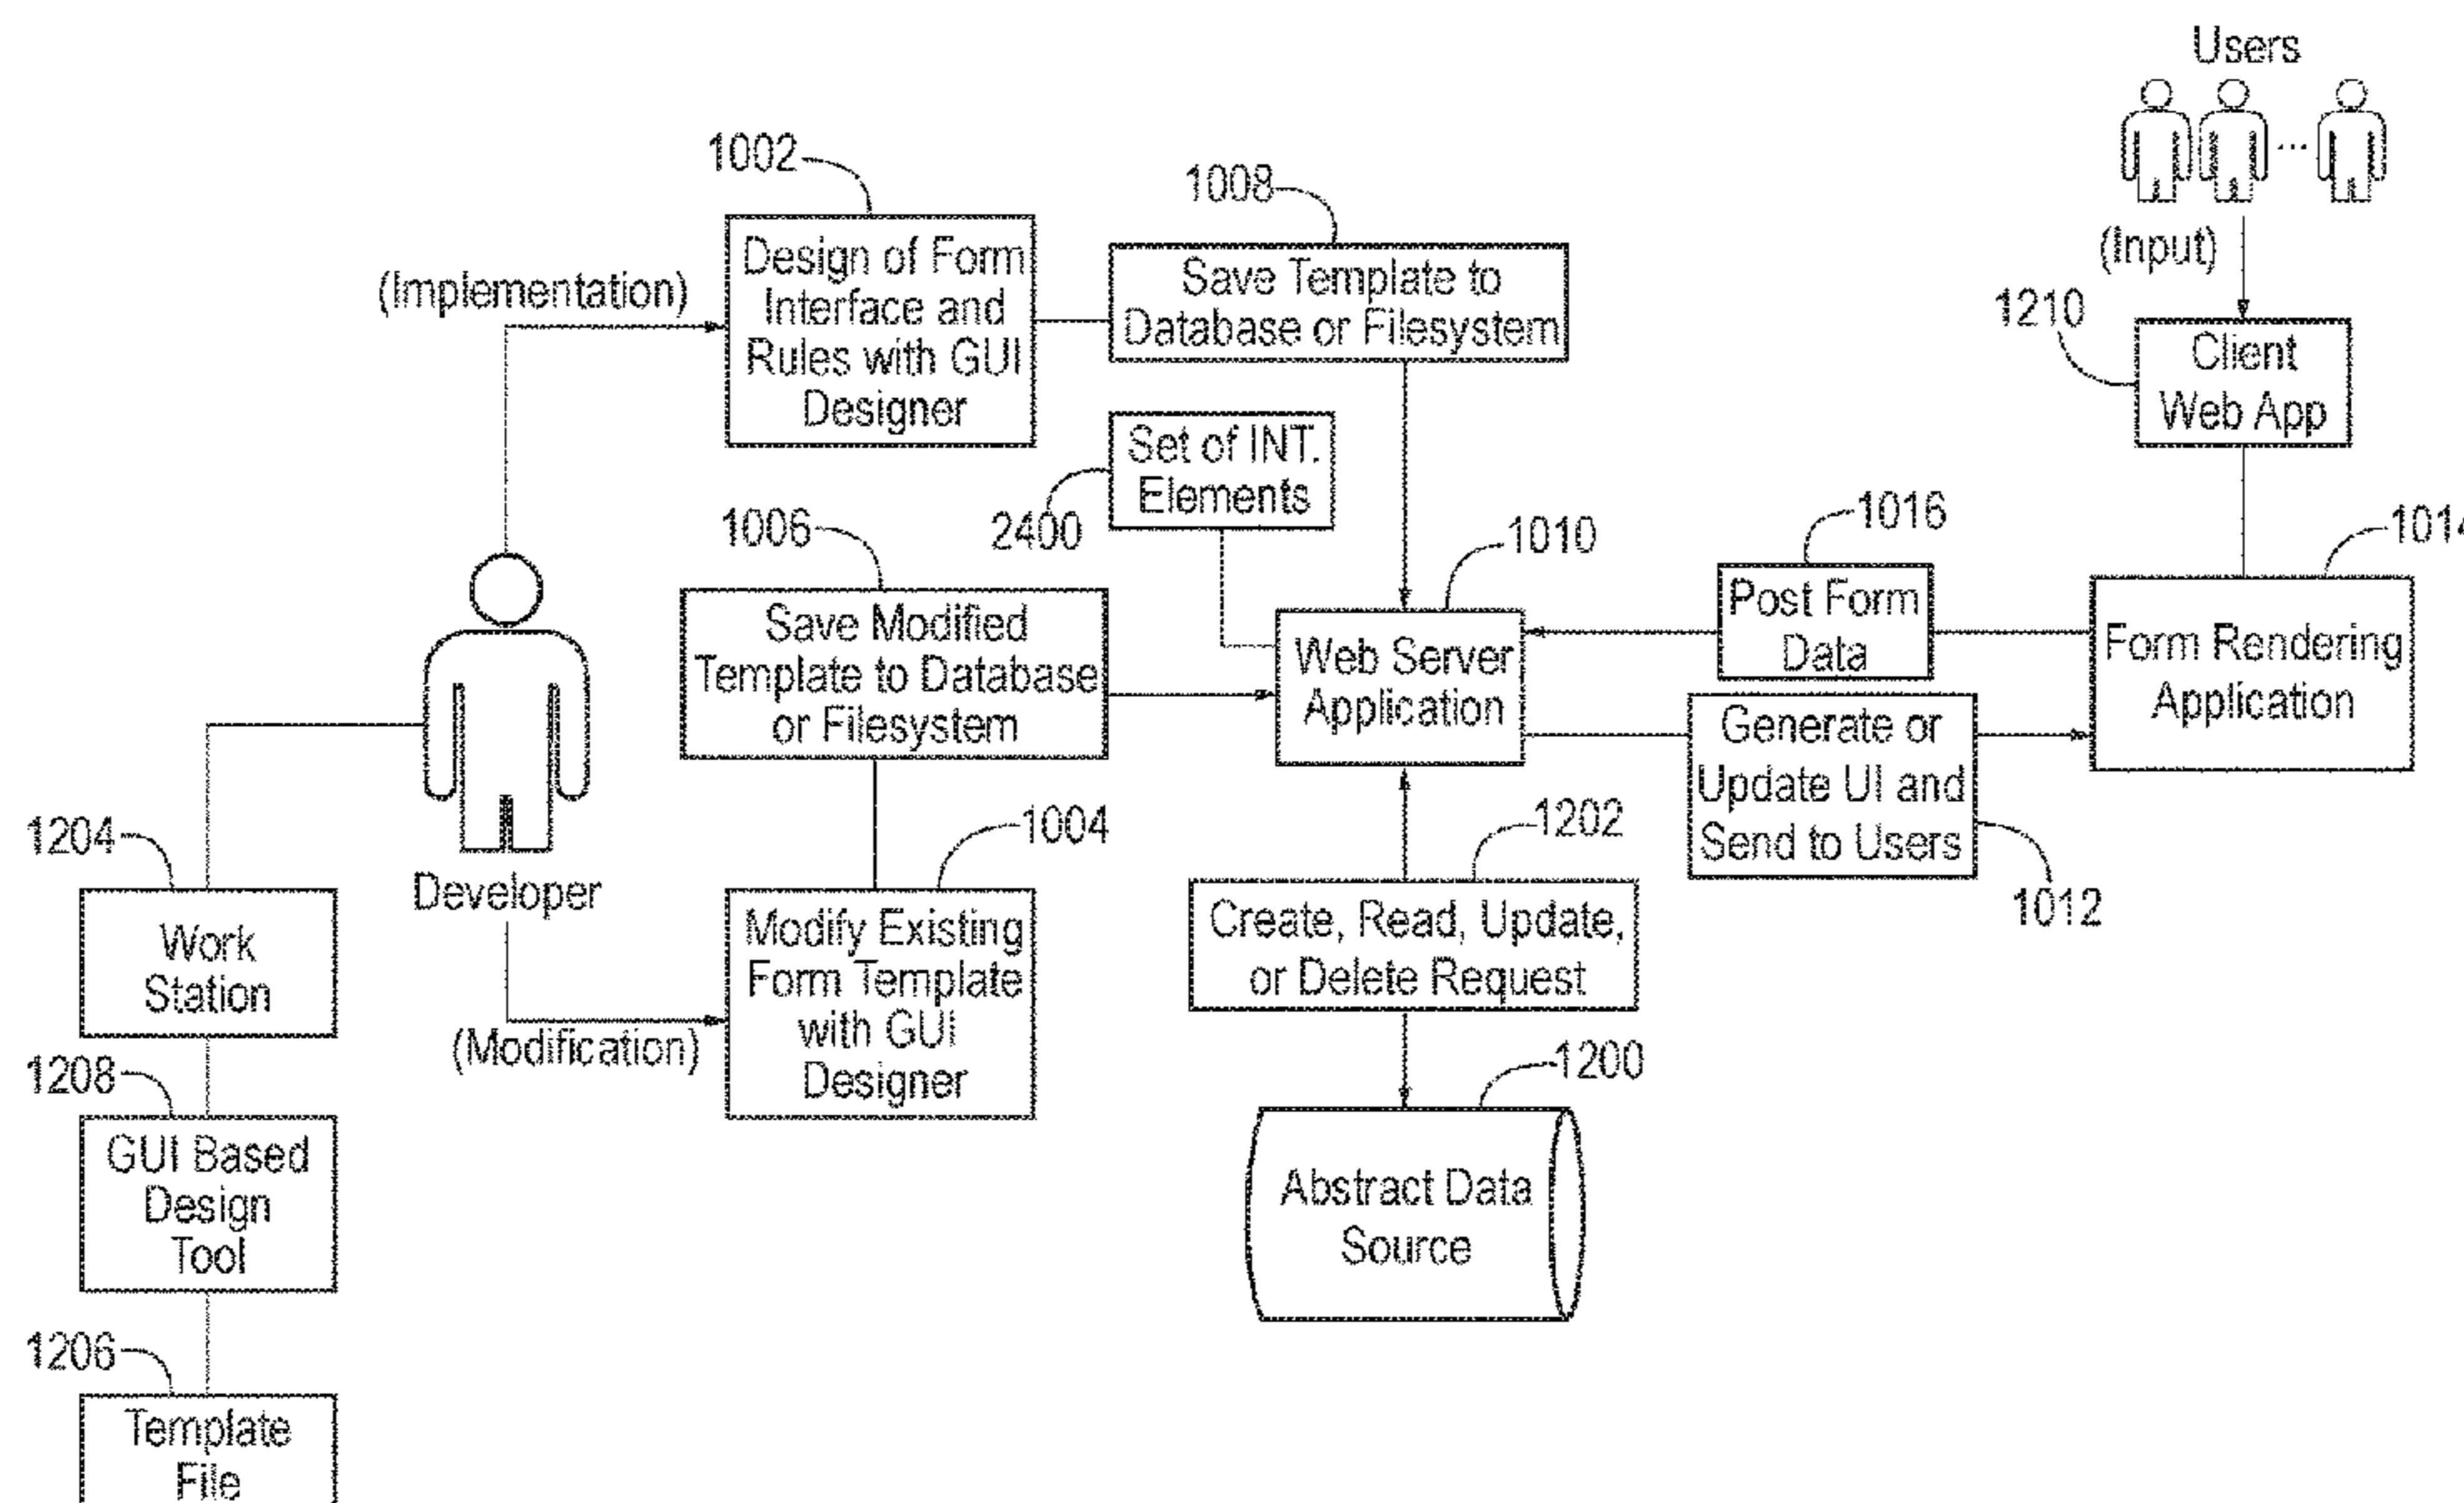 Users
1002
1008
(Implementation)
Design of Form
Interface and
Rules with GUI
Designer
Save Template to
Database or Filesystem
(Input)
1210
Client
Web App
Set of INT.
Elements
2400
1006
1010
1016
1014
Save Modified
Template to Database
or Filesystem
Web Server
Application
Post Form
Data
Form Rendering
Application
Generate or
Update UI and
Send to Users
1012
1204
Developer
1004
1202
Work
Station
Modify Existing
Form Template
with GUI
Designer
(Modification)
Create, Read, Update,
or Delete Request
1208
1200
GUI Based
Design
Tool
Abstract Data
Source
1206
Template
File